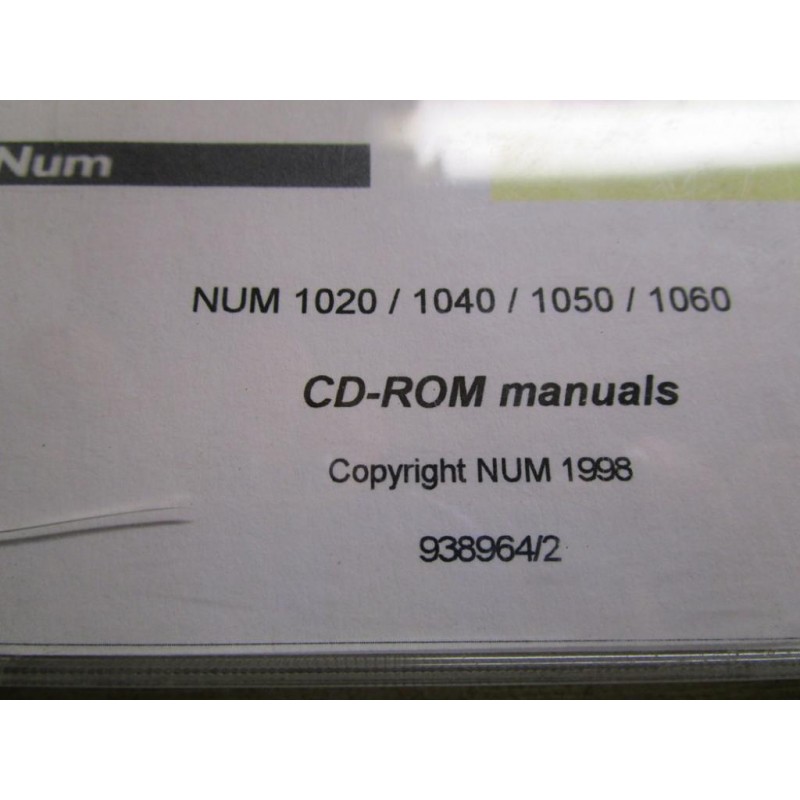 Num
NUM 1020 / 1040 / 1050 / 1060
CD-ROM manuals
Copyright NUM 1998
938964/2